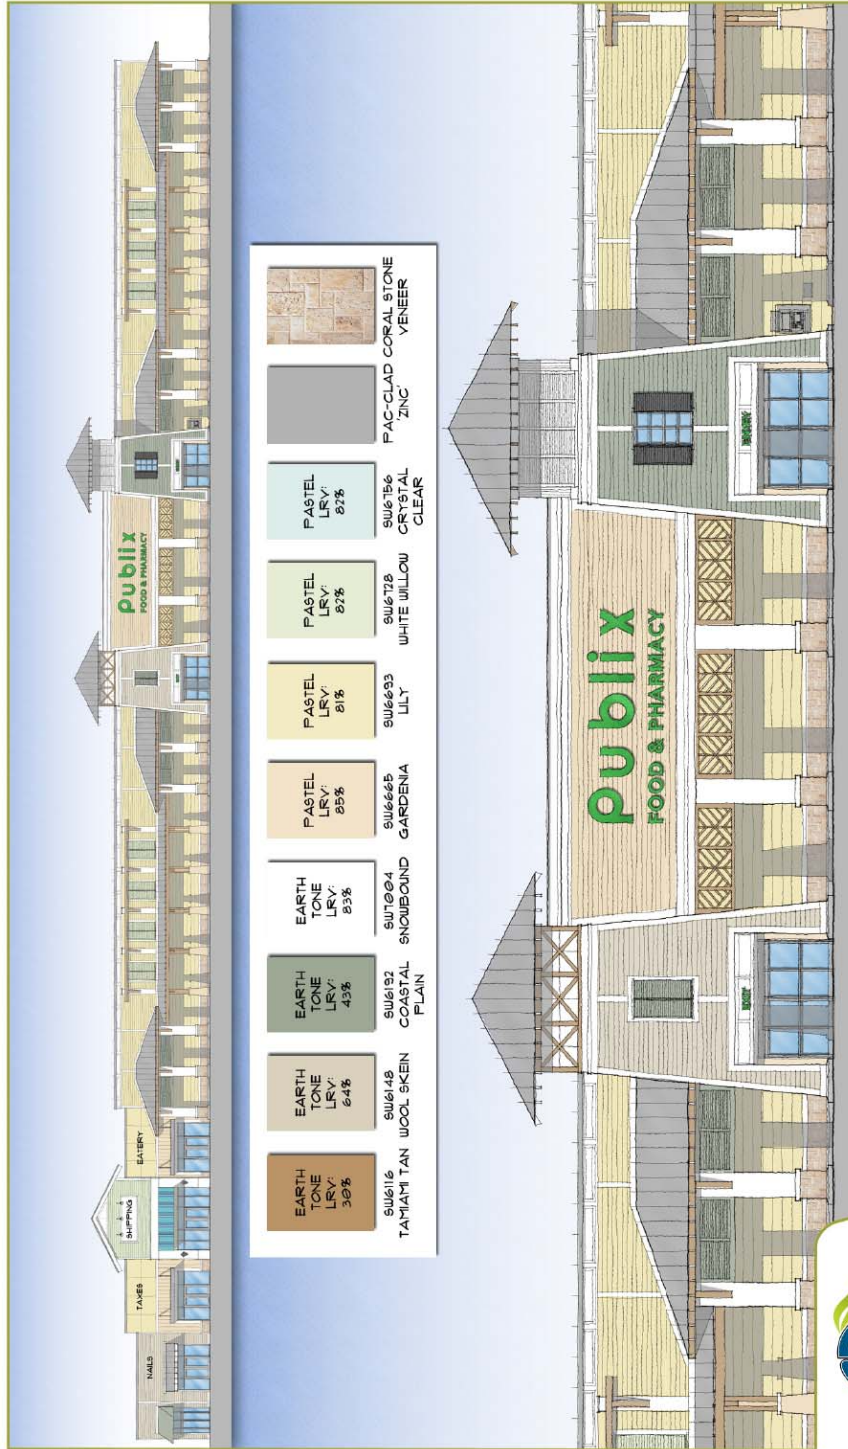 NAILS
TAXES
SHIPPING
EATERY
Publix
FOOD & PHARMACY
EARTH
TONE
LRV:
30%
SW6116
TAMIAMI TAN
EARTH
TONE
LRV:
64%
SW6148
WOOL SKEIN
EARTH
TONE
LRV:
43%
SW6192
COASTAL
PLAIN
EARTH
TONE
LRV:
83%
SW7004
SNOWBOUND
PASTEL
LRV:
85%
SW6665
GARDENIA
PASTEL
LRV:
81%
SW6693
LILY
PASTEL
LRV:
82%
SW6728
WHITE WILLOW
PASTEL
LRV:
82%
SW6756
CRYSTAL
CLEAR
PAC-CLAD
'ZINC'
CORAL STONE
VENEER
Publix
FOOD & PHARMACY